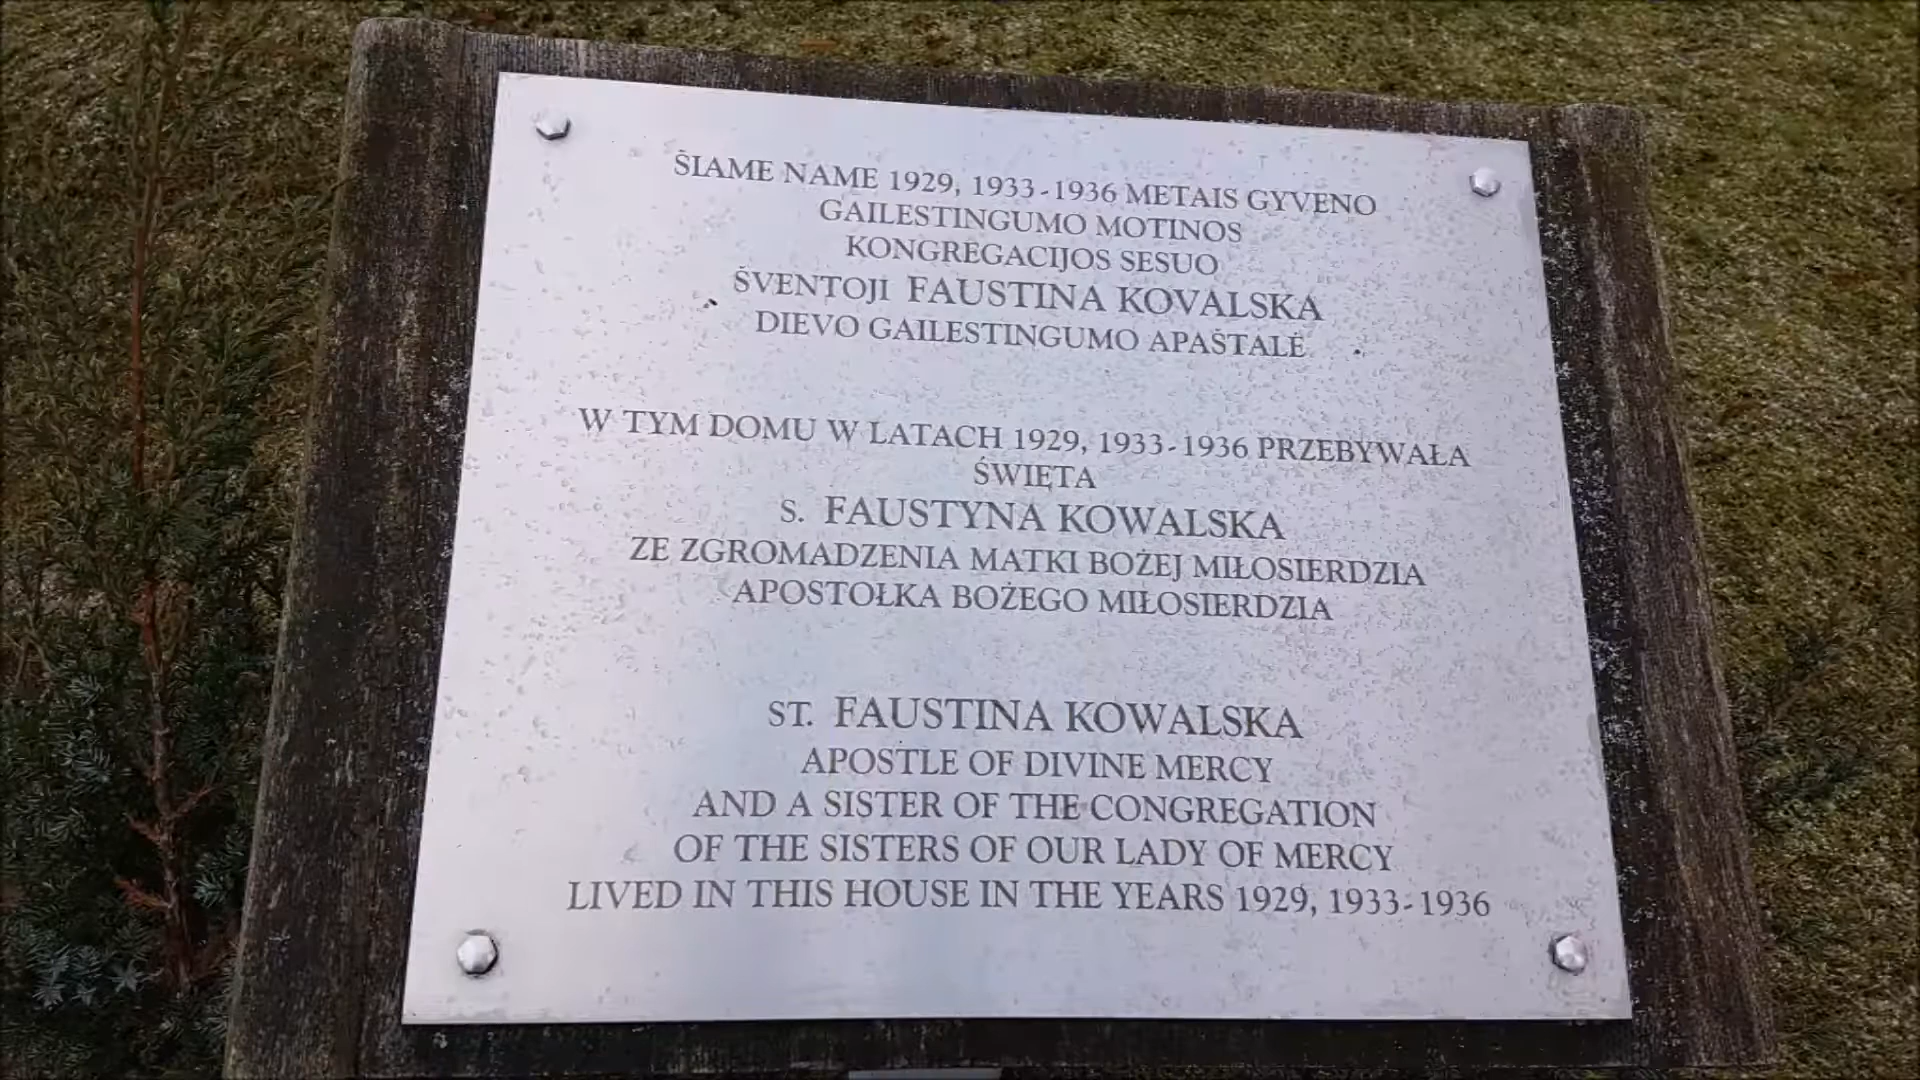 ŠIAME NAME 1929, 1933-1936 METAIS GYVENO
GAILESTINGUMO MOTINOS
KONGREGACIJOS SESUO
ŠVENTOJI FAUSTINA KOVALSKA
DIEVO GAILESTINGUMO APAŠTALĖ
W TYM DOMU W LATACH 1929, 1933-1936 PRZEBYWAŁA
ŚWIĘTA
S. FAUSTYNA KOWALSKA
ZE ZGROMADZENIA MATKI BOŻEJ MIŁOSIERDZIA
APOSTOŁKA BOŻEGO MIŁOSIERDZIA
ST. FAUSTINA KOWALSKA
APOSTLE OF DIVINE MERCY
AND A SISTER OF THE CONGREGATION
OF THE SISTERS OF OUR LADY OF MERCY
LIVED IN THIS HOUSE IN THE YEARS 1929, 1933-1936